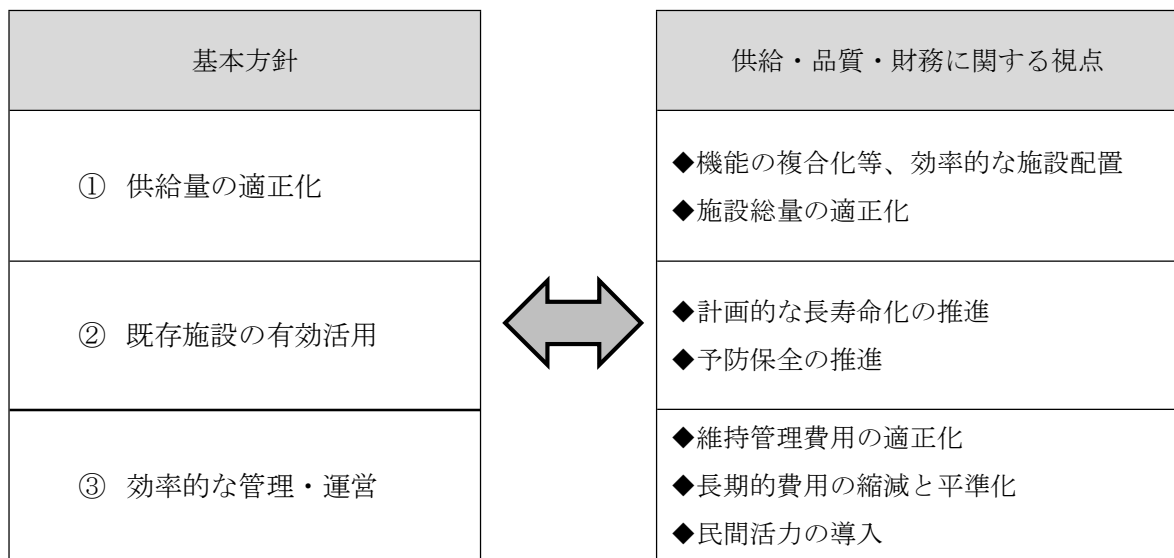 基本方針
① 供給量の適正化
② 既存施設の有効活用
③ 効率的な管理・運営
供給・品質・財務に関する視点
◆機能の複合化等、効率的な施設配置
◆施設総量の適正化
◆計画的な長寿命化の推進
◆予防保全の推進
◆維持管理費用の適正化
◆長期的費用の縮減と平準化
◆民間活力の導入